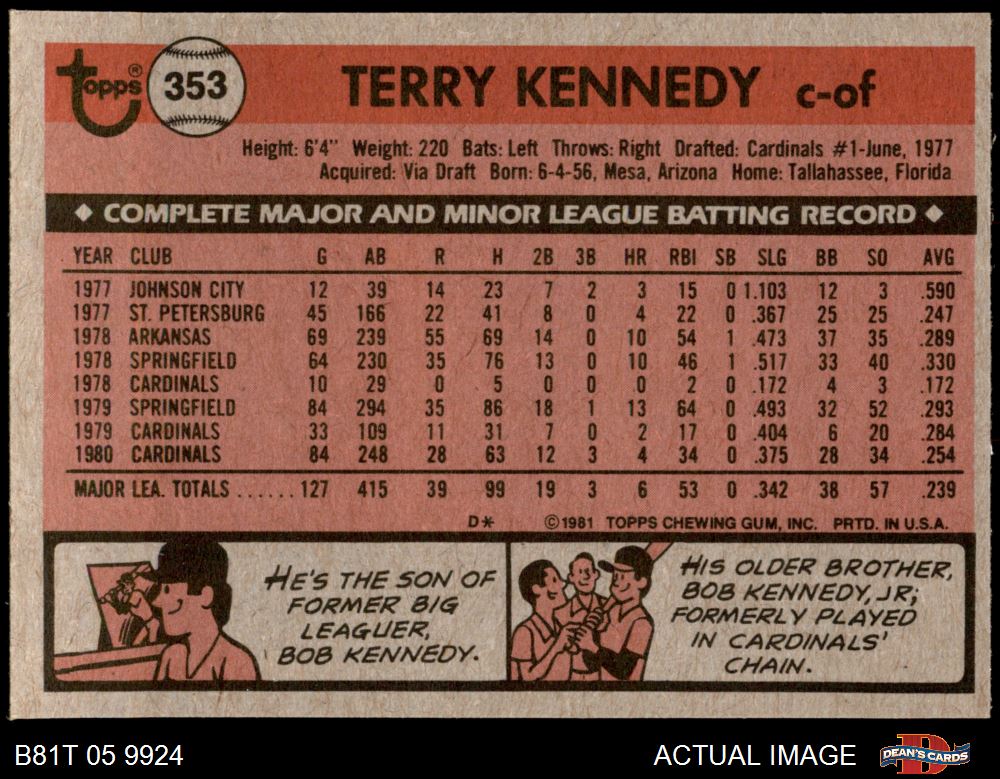 Topps® 353 TERRY KENNEDY c-of
Height: 6'4" Weight: 220 Bats: Left Throws: Right Drafted: Cardinals #1-June, 1977
Acquired: Via Draft Born: 6-4-56, Mesa, Arizona Home: Tallahassee, Florida
◆ COMPLETE MAJOR AND MINOR LEAGUE BATTING RECORD ◆
YEAR CLUB G AB R H 2B 3B HR RBI SB SLG BB SO AVG
1977 JOHNSON CITY 12 39 14 23 7 2 3 15 0 1.103 12 3 .590
1977 ST. PETERSBURG 45 166 22 41 8 0 4 22 0 .367 25 25 .247
1978 ARKANSAS 69 239 55 69 14 0 10 54 1 .473 37 35 .289
1978 SPRINGFIELD 64 230 35 76 13 0 10 46 1 .517 33 40 .330
1978 CARDINALS 10 29 0 5 0 0 0 2 0 .172 4 3 .172
1979 SPRINGFIELD 84 294 35 86 18 1 13 64 0 .493 32 52 .293
1979 CARDINALS 33 109 11 31 7 0 2 17 0 .404 6 20 .284
1980 CARDINALS 84 248 28 63 12 3 4 34 0 .375 28 34 .254
MAJOR LEA. TOTALS ...... 127 415 39 99 19 3 6 53 0 .342 38 57 .239
D* ©1981 TOPPS CHEWING GUM, INC. PRTD. IN U.S.A.
HE'S THE SON OF
FORMER BIG
LEAGUER,
BOB KENNEDY.
HIS OLDER BROTHER,
BOB KENNEDY, JR;
FORMERLY PLAYED
IN CARDINALS'
CHAIN.
B81T 05 9924 ACTUAL IMAGE DEAN'S CARDS